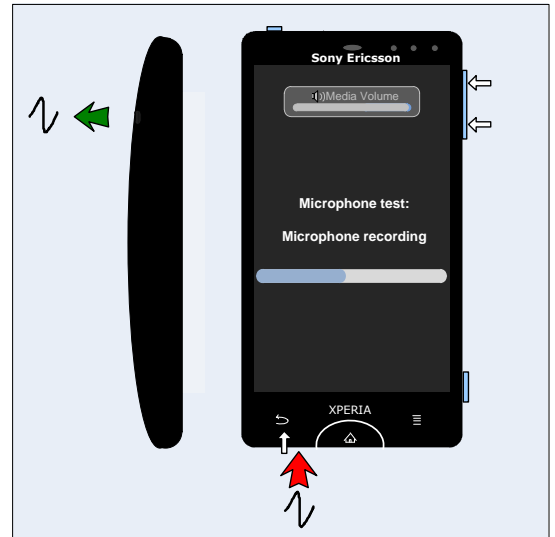 Sony Ericsson
Media Volume
Microphone test:
Microphone recording
XPERIA